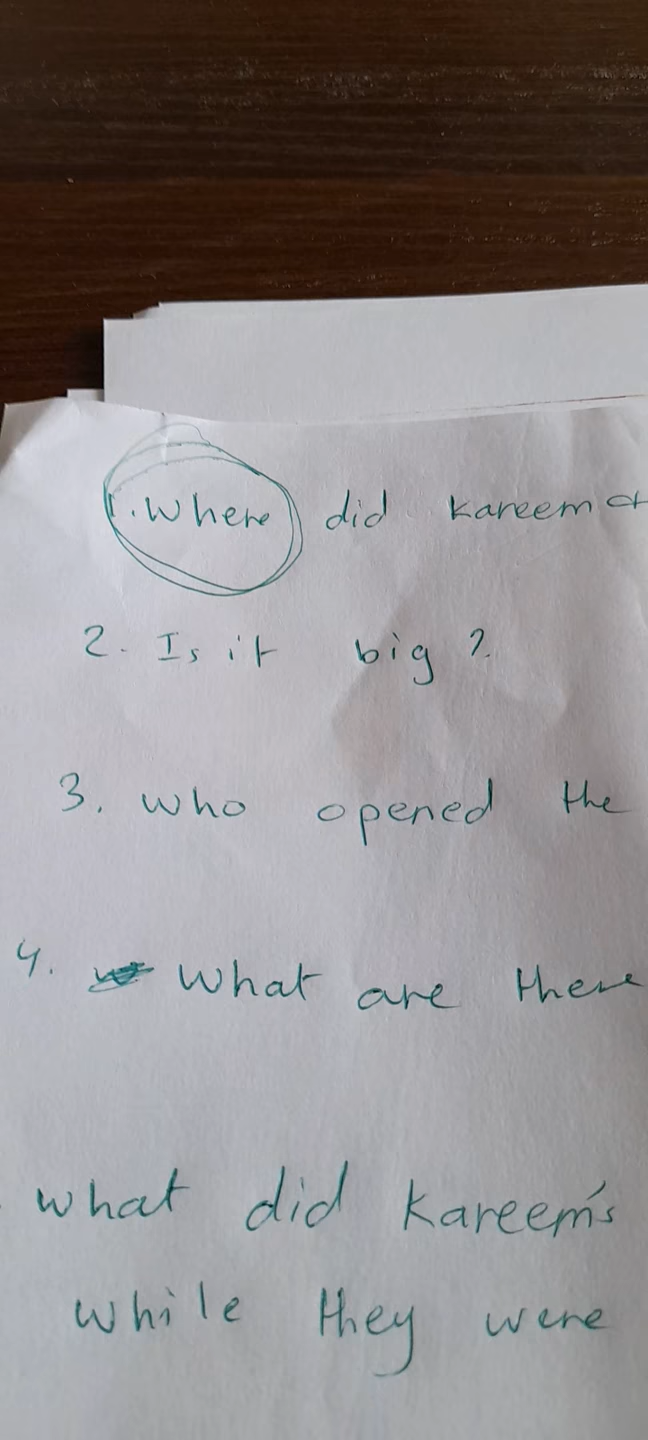 1. Where did Kareem
2. Is it big?
3. who opened the
4. What are there
what did Kareem's
while they were